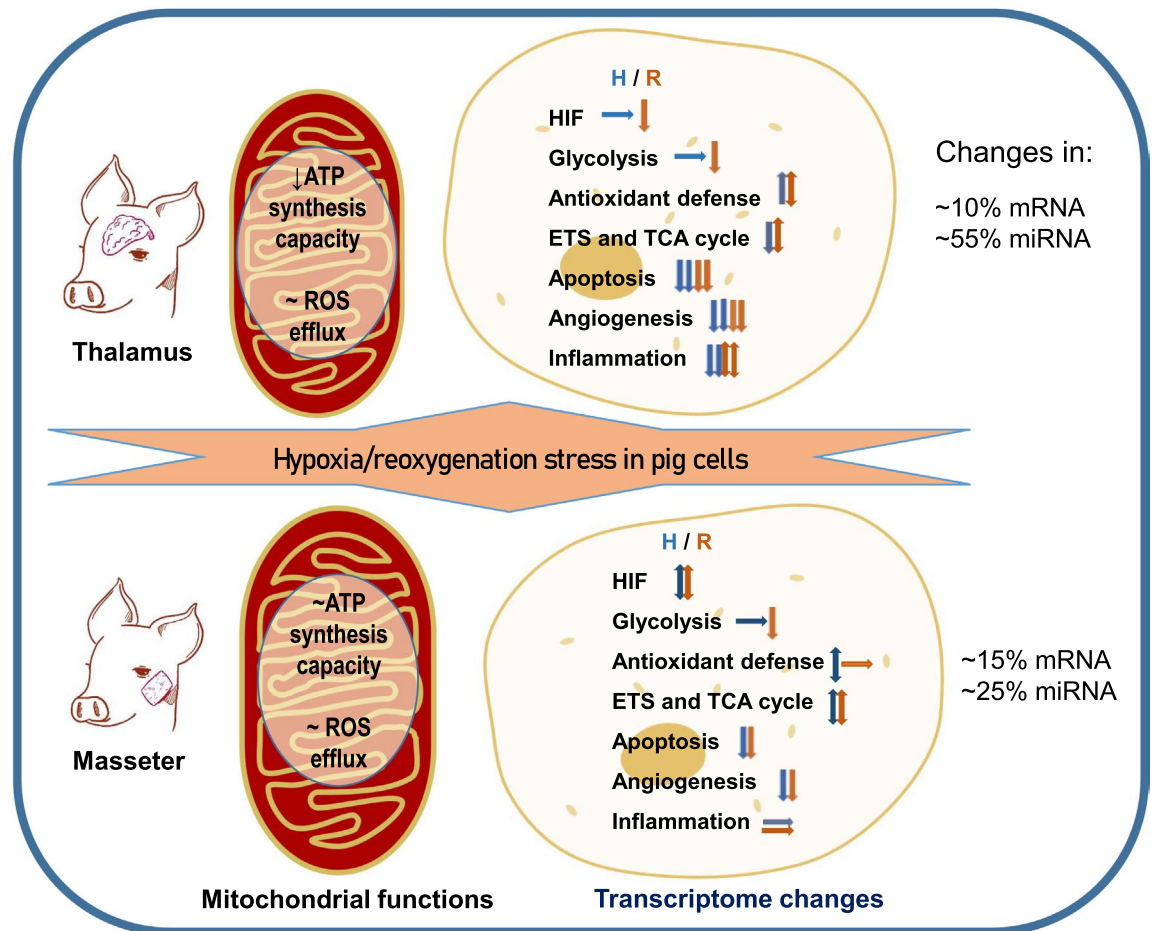 H / R
HIF
Glycolysis
Antioxidant defense
ETS and TCA cycle
Apoptosis
Angiogenesis
Inflammation
↓ATP
synthesis
capacity
~ ROS
efflux
Thalamus
Changes in:
~10% mRNA
~55% miRNA
Hypoxia/reoxygenation stress in pig cells
H / R
HIF
Glycolysis
Antioxidant defense
ETS and TCA cycle
Apoptosis
Angiogenesis
Inflammation
~ATP
synthesis
capacity
~ ROS
efflux
Masseter
~15% mRNA
~25% miRNA
Mitochondrial functions
Transcriptome changes